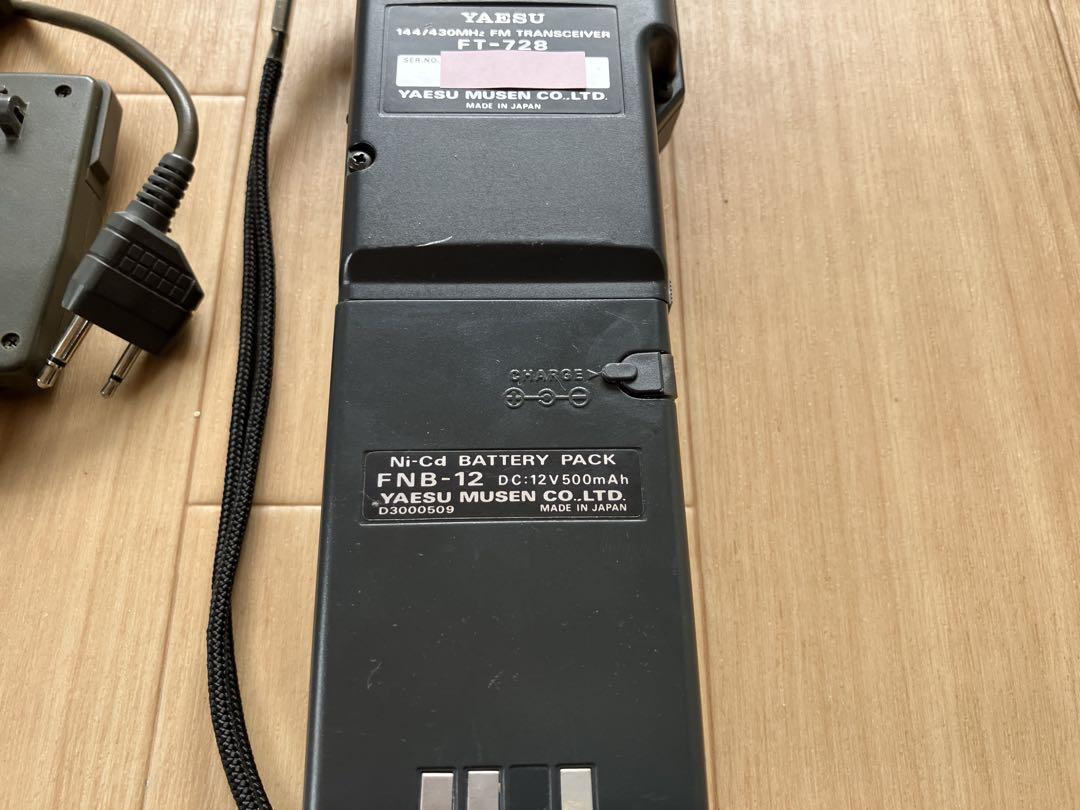 YAESU
144/430MHz FM TRANSCEIVER
FT-728
SER.NO.
YAESU MUSEN CO.,LTD.
MADE IN JAPAN
CHARGE
Ni-Cd BATTERY PACK
FNB-12 DC:12V500mAh
YAESU MUSEN CO.,LTD.
D3000509 MADE IN JAPAN